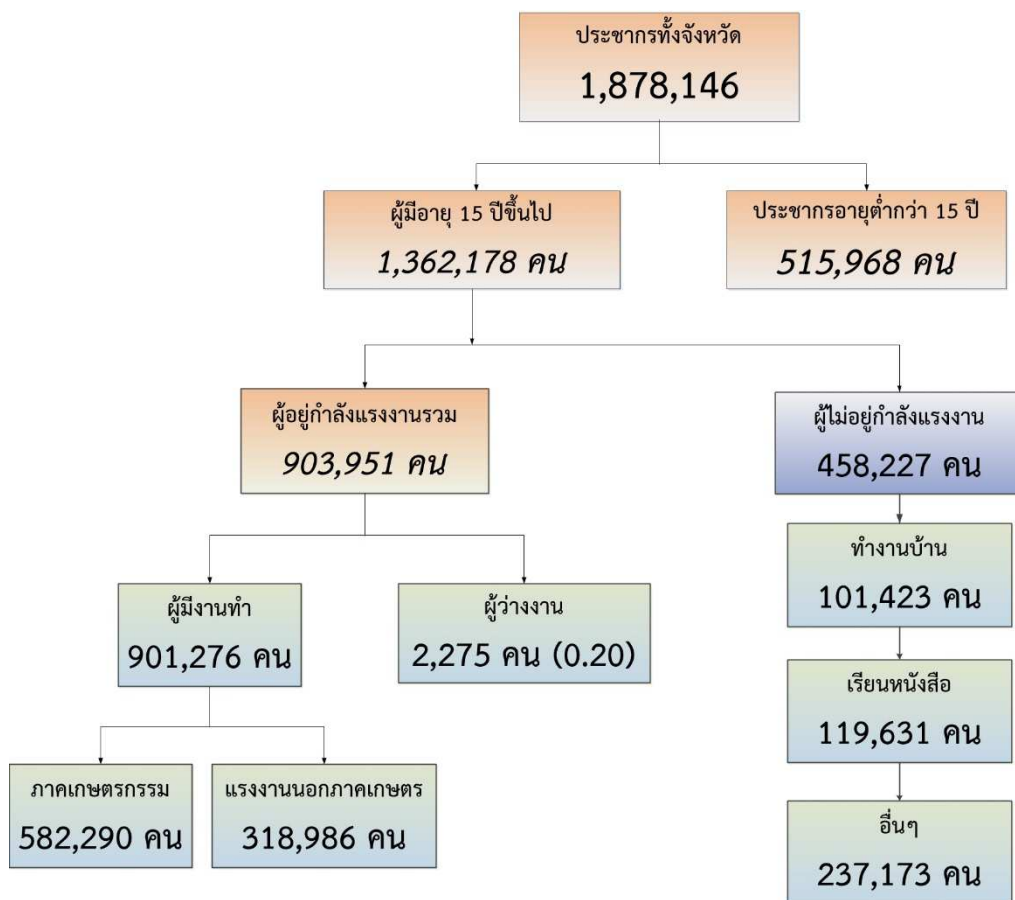 ประชากรทั้งจังหวัด
1,878,146
ผู้มีอายุ 15 ปีขึ้นไป
1,362,178 คน
ประชากรอายุต่ำกว่า 15 ปี
515,968 คน
ผู้อยู่กำลังแรงงานรวม
903,951 คน
ผู้ไม่อยู่กำลังแรงงาน
458,227 คน
ทำงานบ้าน
101,423 คน
ผู้มีงานทำ
901,276 คน
ผู้ว่างงาน
2,275 คน (0.20)
เรียนหนังสือ
119,631 คน
ภาคเกษตรกรรม
582,290 คน
แรงงานนอกภาคเกษตร
318,986 คน
อื่นๆ
237,173 คน